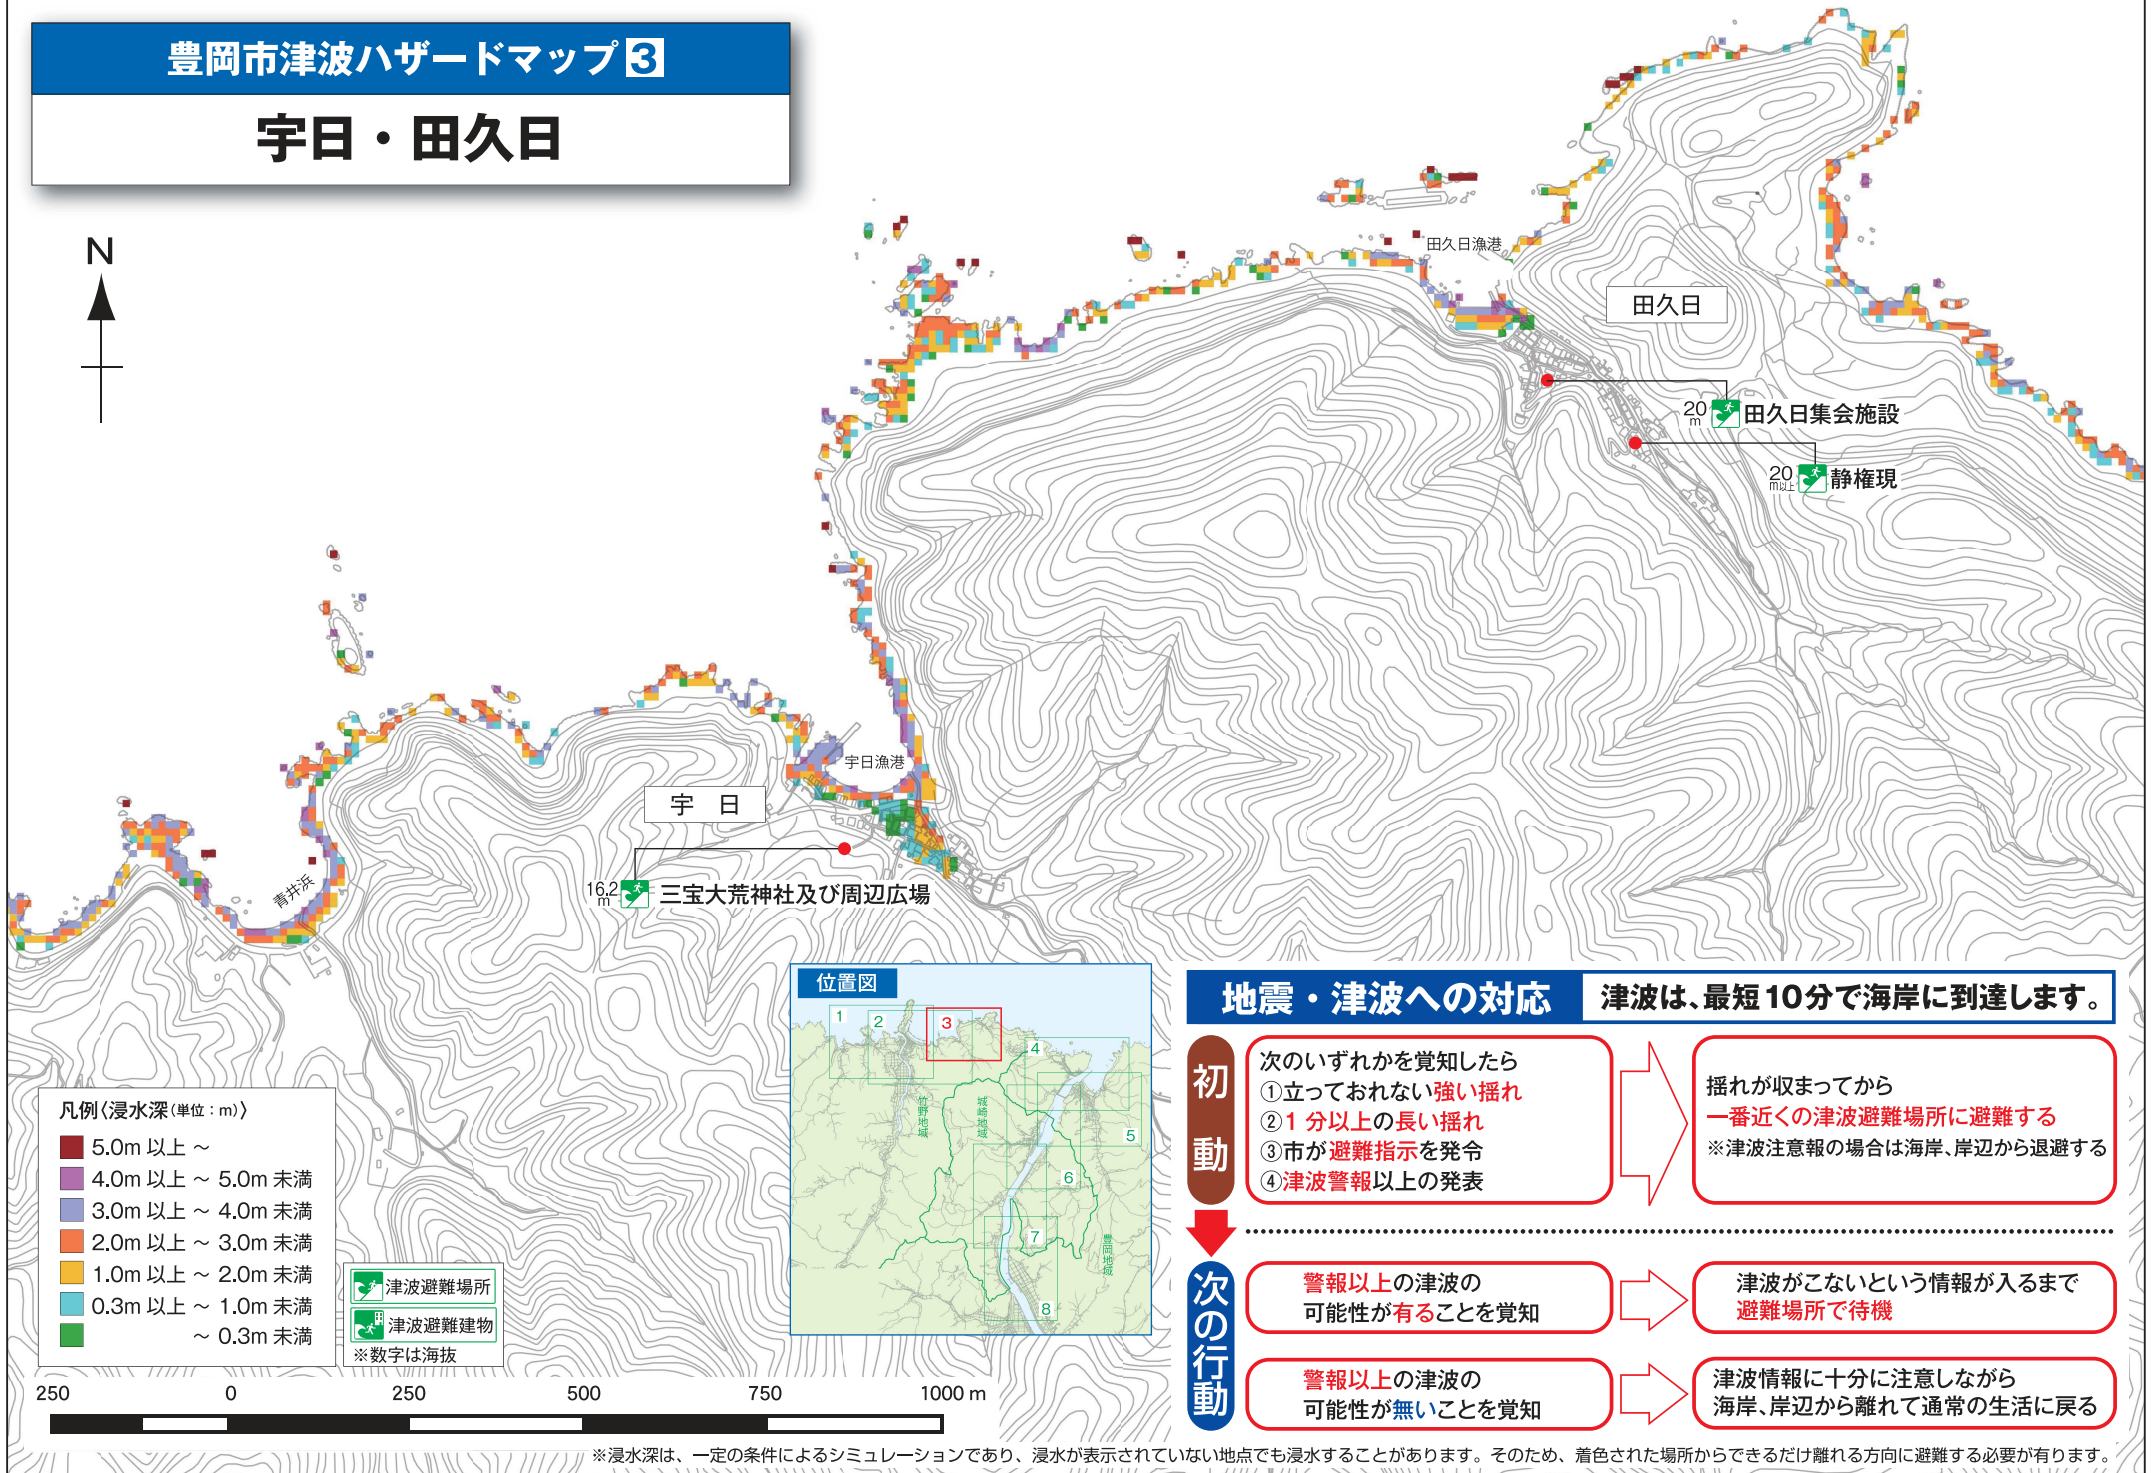 豊岡市津波ハザードマップ3
宇日・田久日
N
田久日漁港
田久日
20
m
田久日集会施設
20
m以上
静権現
宇日漁港
宇　日
青井浜
16.2
m
三宝大荒神社及び周辺広場
位置図
1
2
3
4
5
6
7
8
竹野地域
城崎地域
豊岡地域
凡例〈浸水深(単位：m)〉
5.0m 以上 ～
4.0m 以上 ～ 5.0m 未満
3.0m 以上 ～ 4.0m 未満
2.0m 以上 ～ 3.0m 未満
1.0m 以上 ～ 2.0m 未満
0.3m 以上 ～ 1.0m 未満
～ 0.3m 未満
津波避難場所
津波避難建物
※数字は海抜
250 0 250 500 750 1000 m
地震・津波への対応
津波は、最短10分で海岸に到達します。
初動
次のいずれかを覚知したら
①立っておれない強い揺れ
②1 分以上の長い揺れ
③市が避難指示を発令
④津波警報以上の発表
揺れが収まってから
一番近くの津波避難場所に避難する
※津波注意報の場合は海岸、岸辺から退避する
次の行動
警報以上の津波の
可能性が有ることを覚知
津波がこないという情報が入るまで
避難場所で待機
警報以上の津波の
可能性が無いことを覚知
津波情報に十分に注意しながら
海岸、岸辺から離れて通常の生活に戻る
※浸水深は、一定の条件によるシミュレーションであり、浸水が表示されていない地点でも浸水することがあります。そのため、着色された場所からできるだけ離れる方向に避難する必要が有ります。